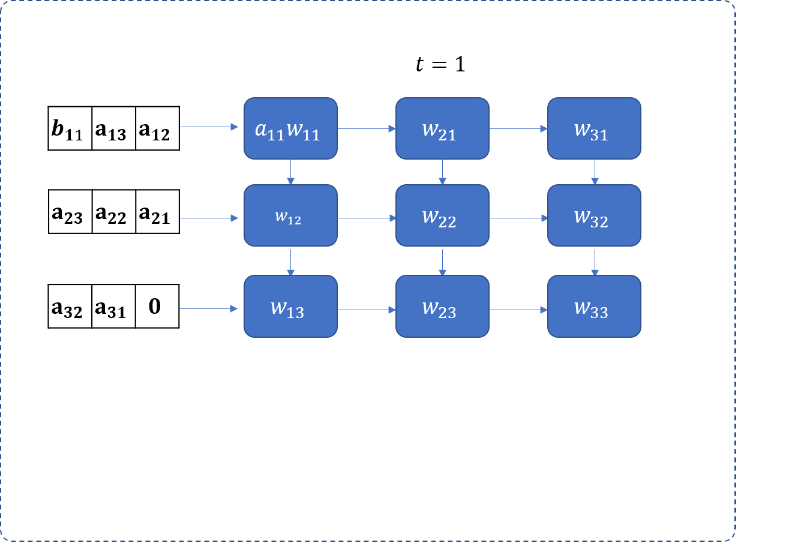 t = 1
b₁₁ a₁₃ a₁₂ a₁₁w₁₁ w₂₁ w₃₁
a₂₃ a₂₂ a₂₁ w₁₂ w₂₂ w₃₂
a₃₂ a₃₁ 0 w₁₃ w₂₃ w₃₃